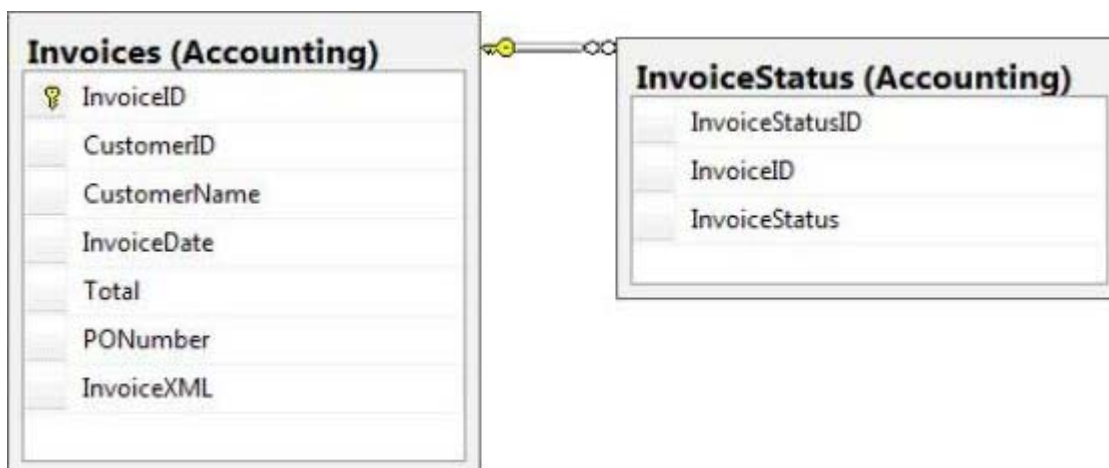 Invoices (Accounting)
InvoiceID
CustomerID
CustomerName
InvoiceDate
Total
PONumber
InvoiceXML
InvoiceStatus (Accounting)
InvoiceStatusID
InvoiceID
InvoiceStatus